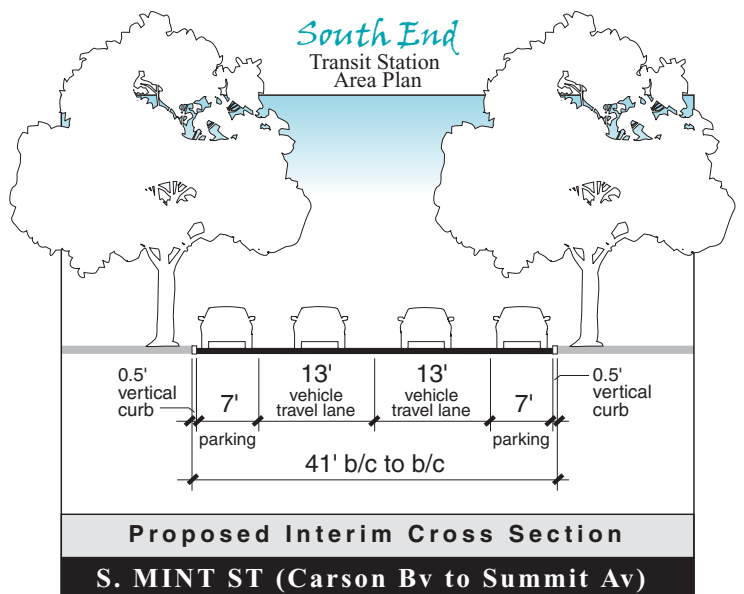 South End
Transit Station
Area Plan
0.5'
vertical
curb
7'
parking
13'
vehicle
travel lane
13'
vehicle
travel lane
7'
parking
0.5'
vertical
curb
41' b/c to b/c
Proposed Interim Cross Section
S. MINT ST (Carson Bv to Summit Av)